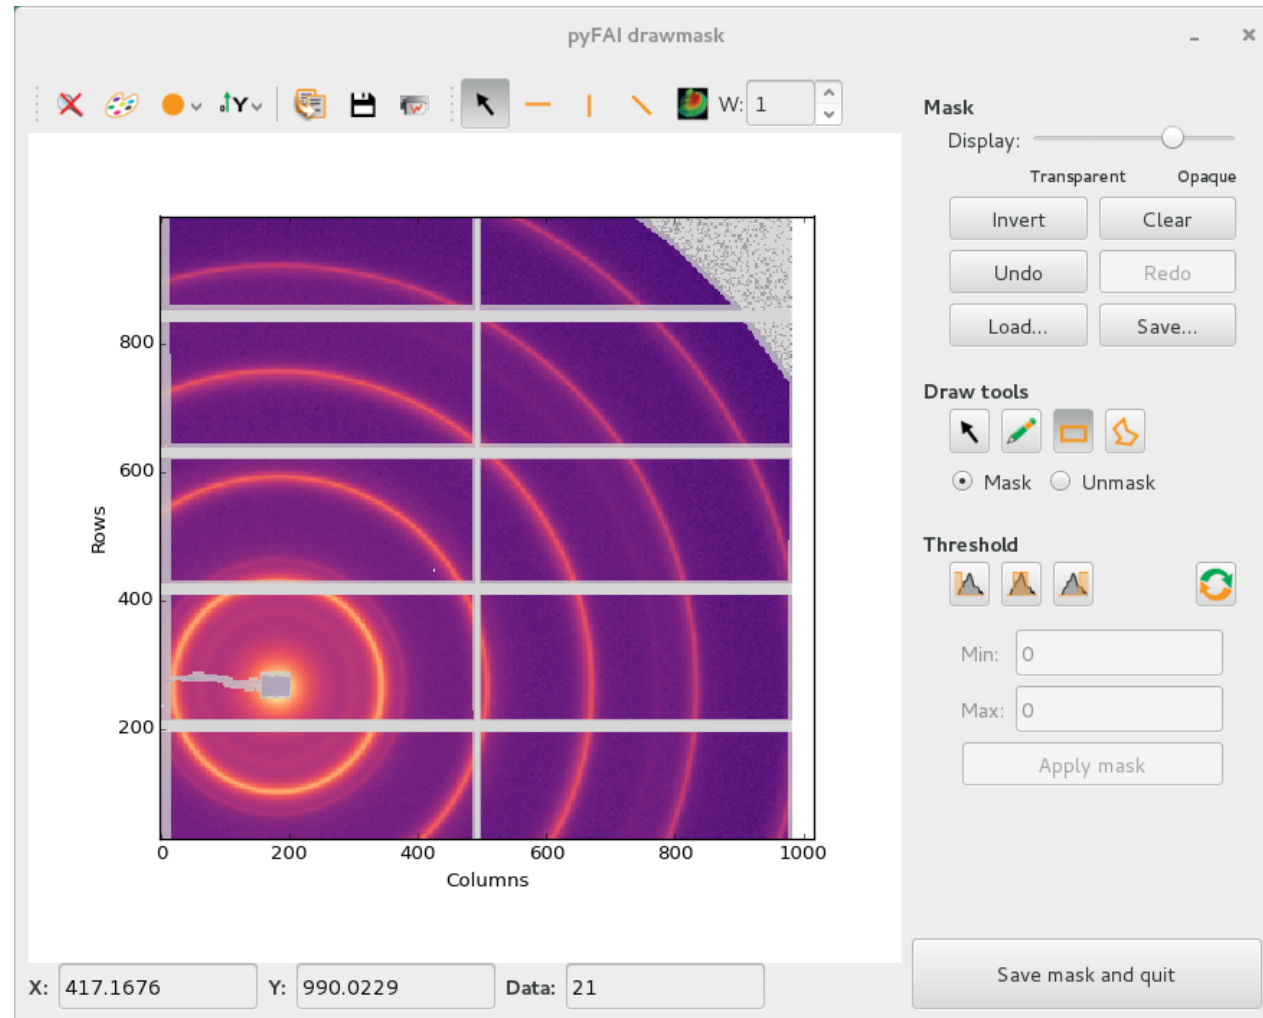 pyFAI drawmask
W: 1
Mask
Display:
Transparent Opaque
Invert Clear
Undo Redo
Load... Save...
Draw tools
Mask Unmask
Threshold
Min: 0
Max: 0
Apply mask
800
600
400
200
Rows
0 200 400 600 800 1000
Columns
X: 417.1676 Y: 990.0229 Data: 21
Save mask and quit